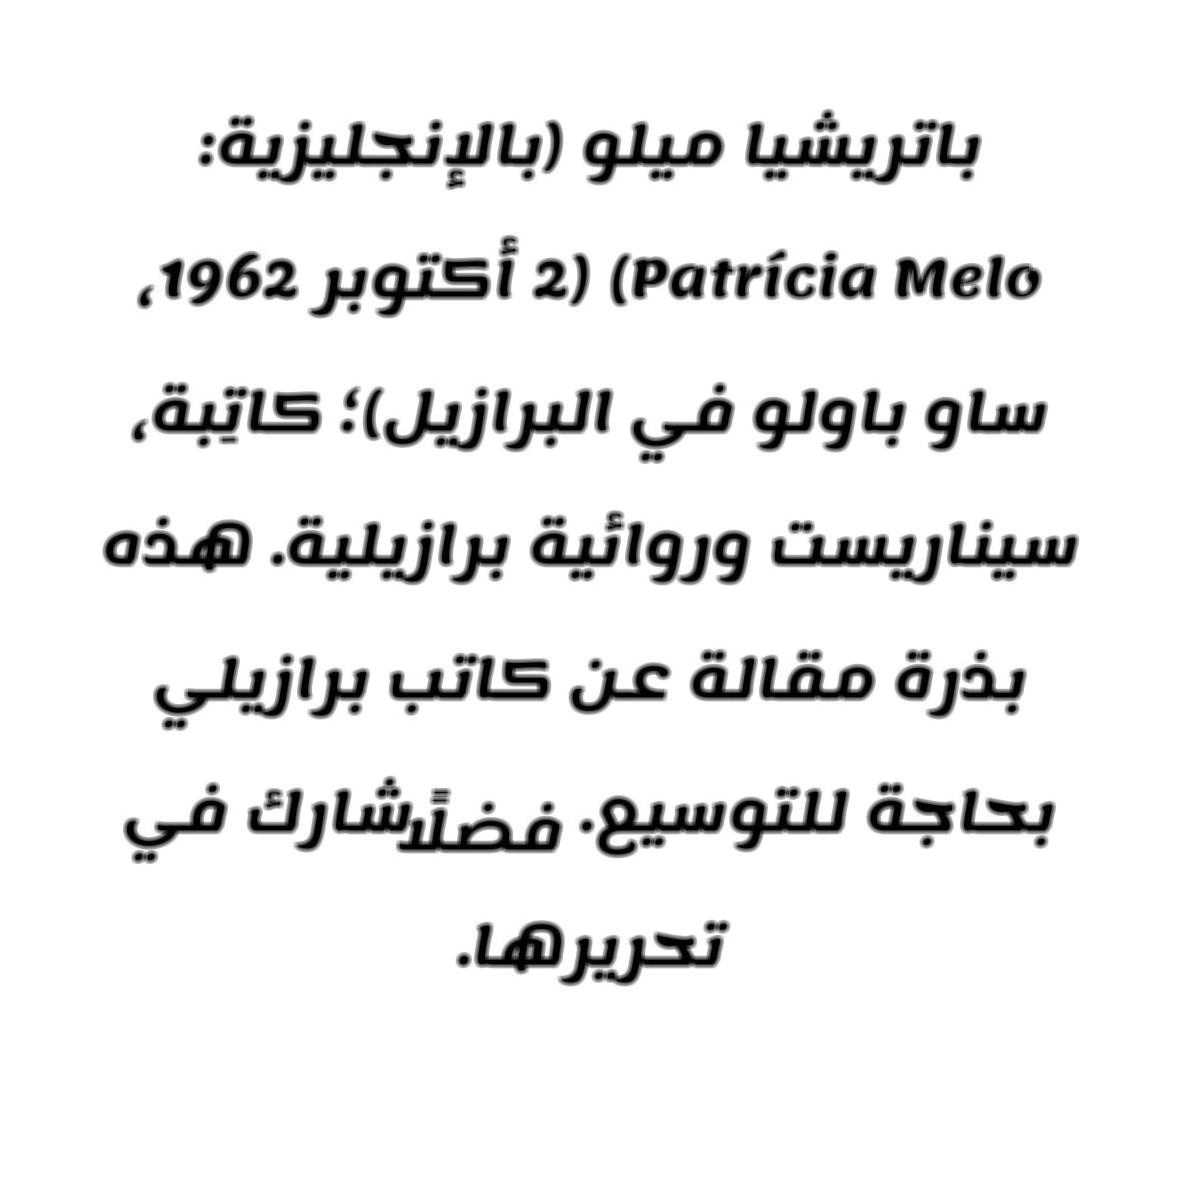 باتريشيا ميلو (بالإنجليزية:
Patrícia Melo) (2 أكتوبر 1962،
ساو باولو في البرازيل)؛ كاتِبة،
سيناريست وروائية برازيلية. هذه
بذرة مقالة عن كاتب برازيلي
بحاجة للتوسيع. فضلًا شارك في
تحريرها.